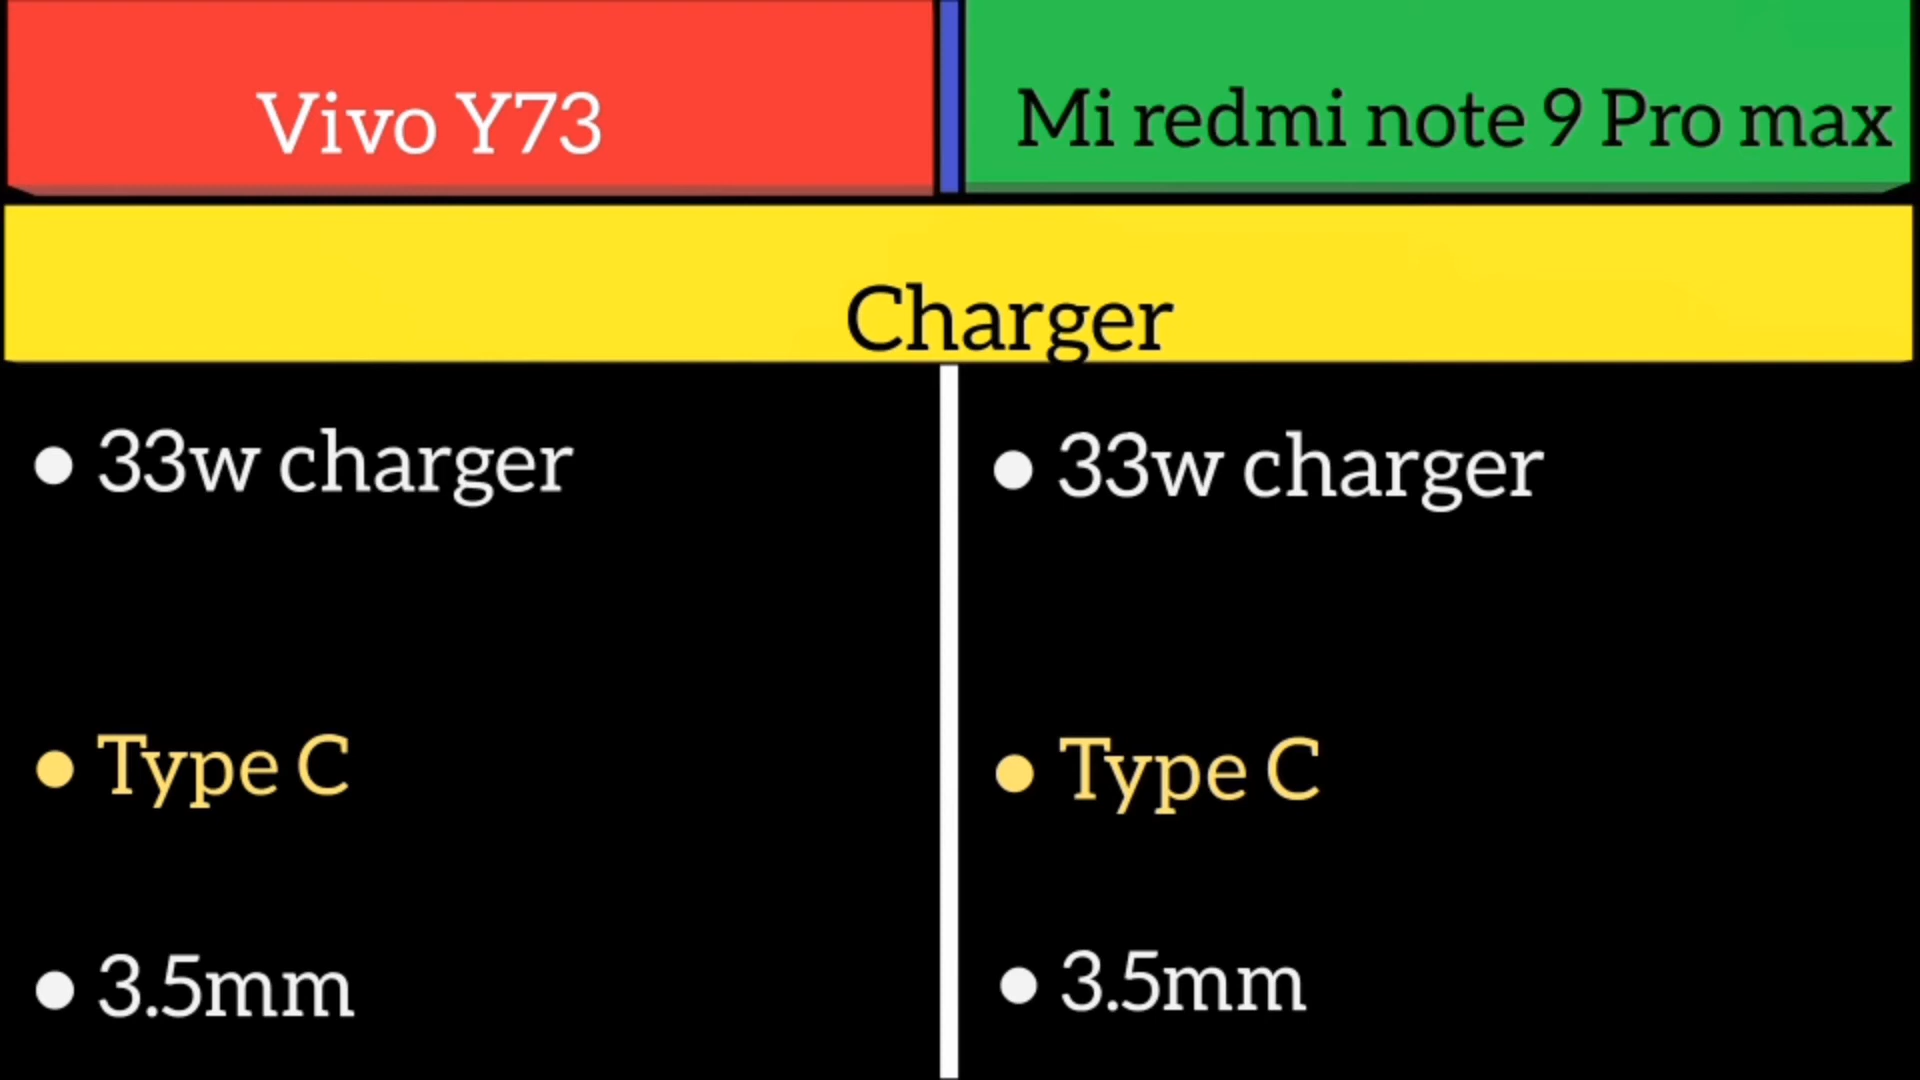 Vivo Y73
Mi redmi note 9 Pro max
Charger
33w charger
33w charger
Type C
Type C
3.5mm
3.5mm